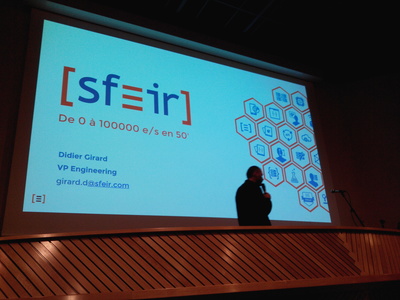 [sfeir]
De 0 à 100000 e/s en 50'
Didier Girard
VP Engineering
girard.d@sfeir.com